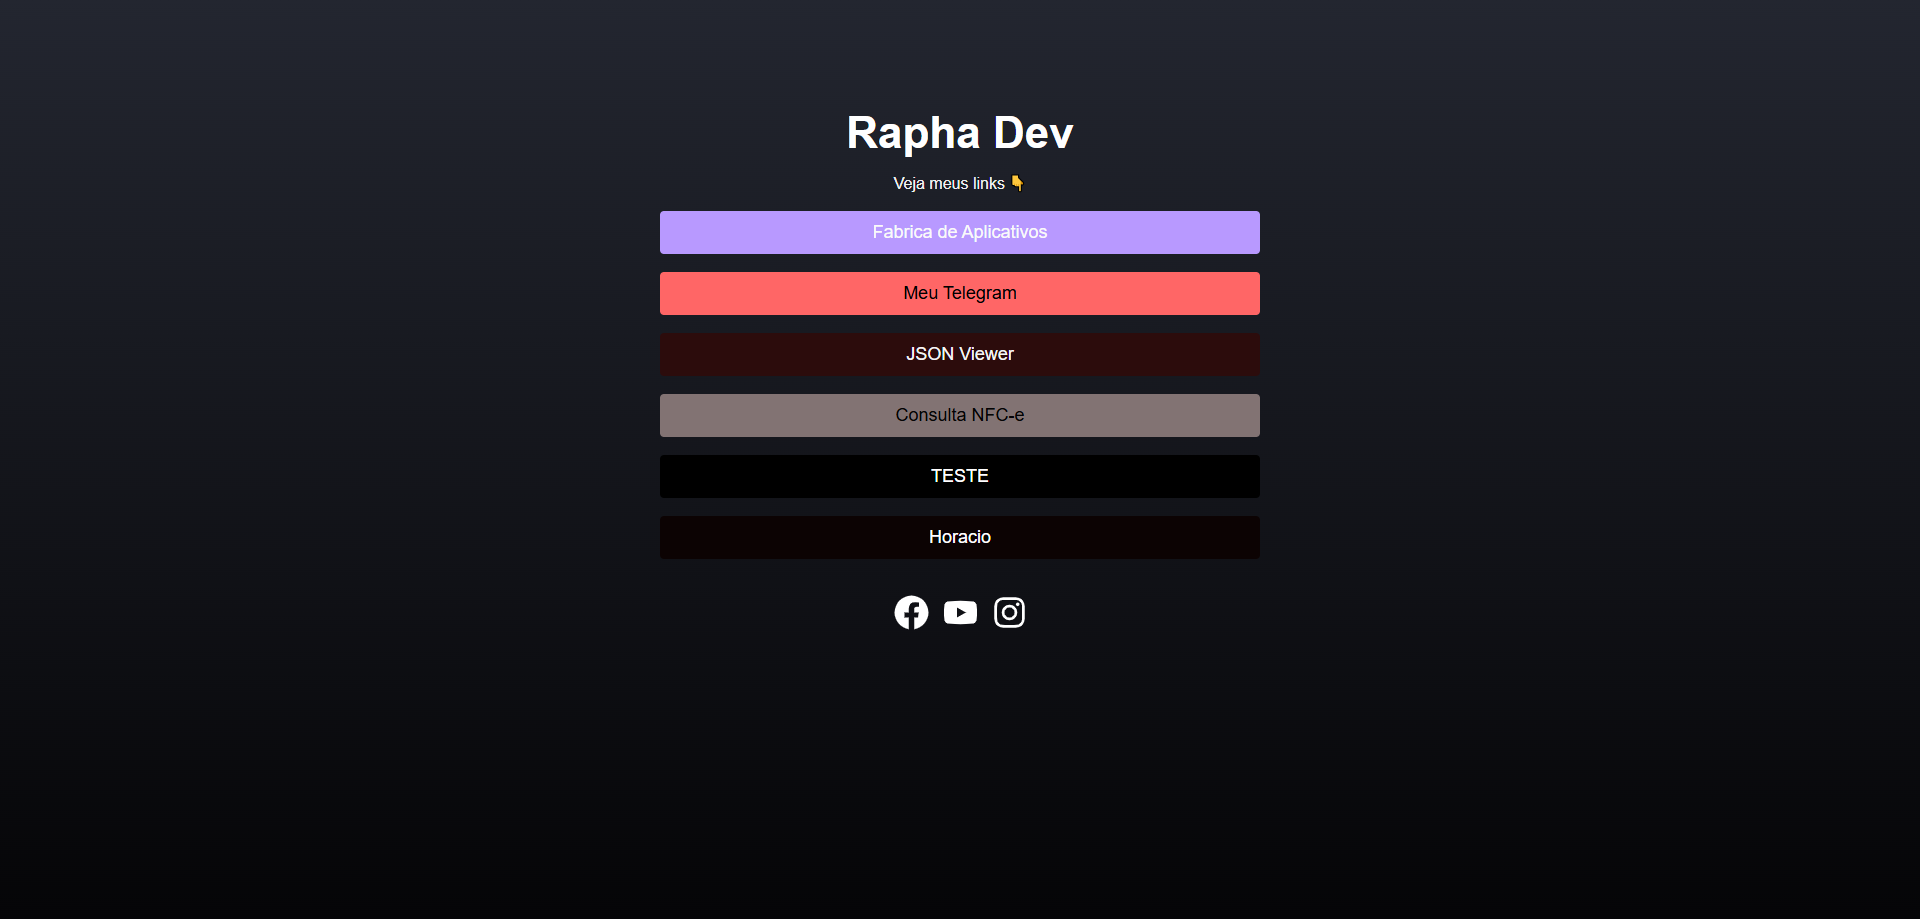 Rapha Dev
Veja meus links 👇
Fabrica de Aplicativos
Meu Telegram
JSON Viewer
Consulta NFC-e
TESTE
Horacio